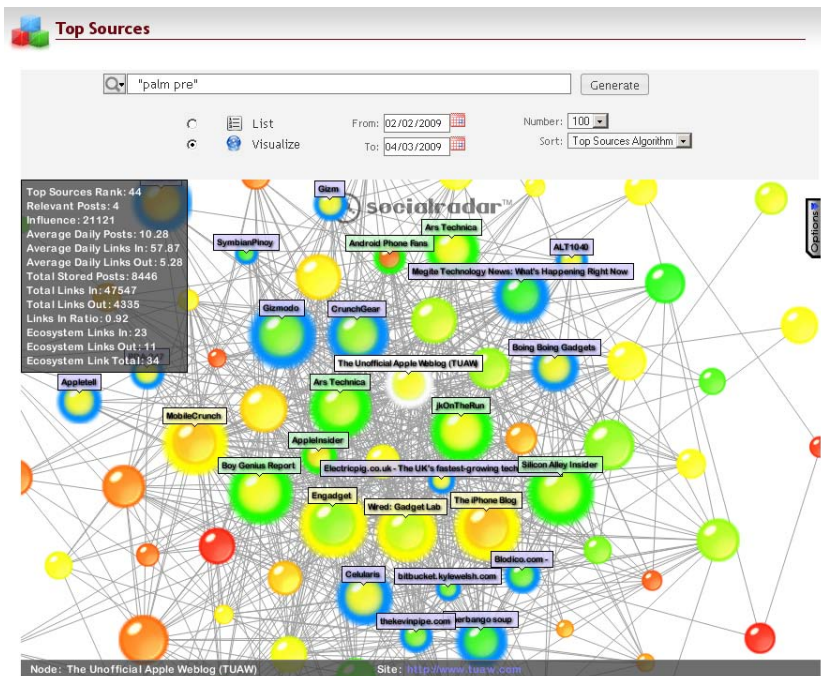 Top Sources
"palm pre"
Generate
List
From: 02/02/2009
Number: 100
Visualize
To: 04/03/2009
Sort: Top Sources Algorithm
Top Sources Rank: 44
Relevant Posts: 4
Influence: 21121
Average Daily Posts: 10.28
Average Daily Links In: 57.87
Average Daily Links Out: 5.28
Total Stored Posts: 8446
Total Links In: 47547
Total Links Out: 4335
Links In Ratio: 0.92
Ecosystem Links In: 23
Ecosystem Links Out: 11
Ecosystem Link Total: 34
Options
socialradar™
Gizm
Ars Technica
SymbianPinoy
Android Phone Fans
ALT1040
Megite Technology News: What's Happening Right Now
Gizmodo
CrunchGear
Boing Boing Gadgets
The Unofficial Apple Weblog (TUAW)
Appletell
Ars Technica
jkOnTheRun
MobileCrunch
AppleInsider
Boy Genius Report
Electricpig.co.uk - The UK's fastest-growing tech
Silicon Alley Insider
Engadget
Wired: Gadget Lab
The iPhone Blog
Blodico.com -
Celularis
bitbucket.kylewelsh.com
thekevinpipe.com
erbango soup
Node: The Unofficial Apple Weblog (TUAW)
Site: http://www.tuaw.com